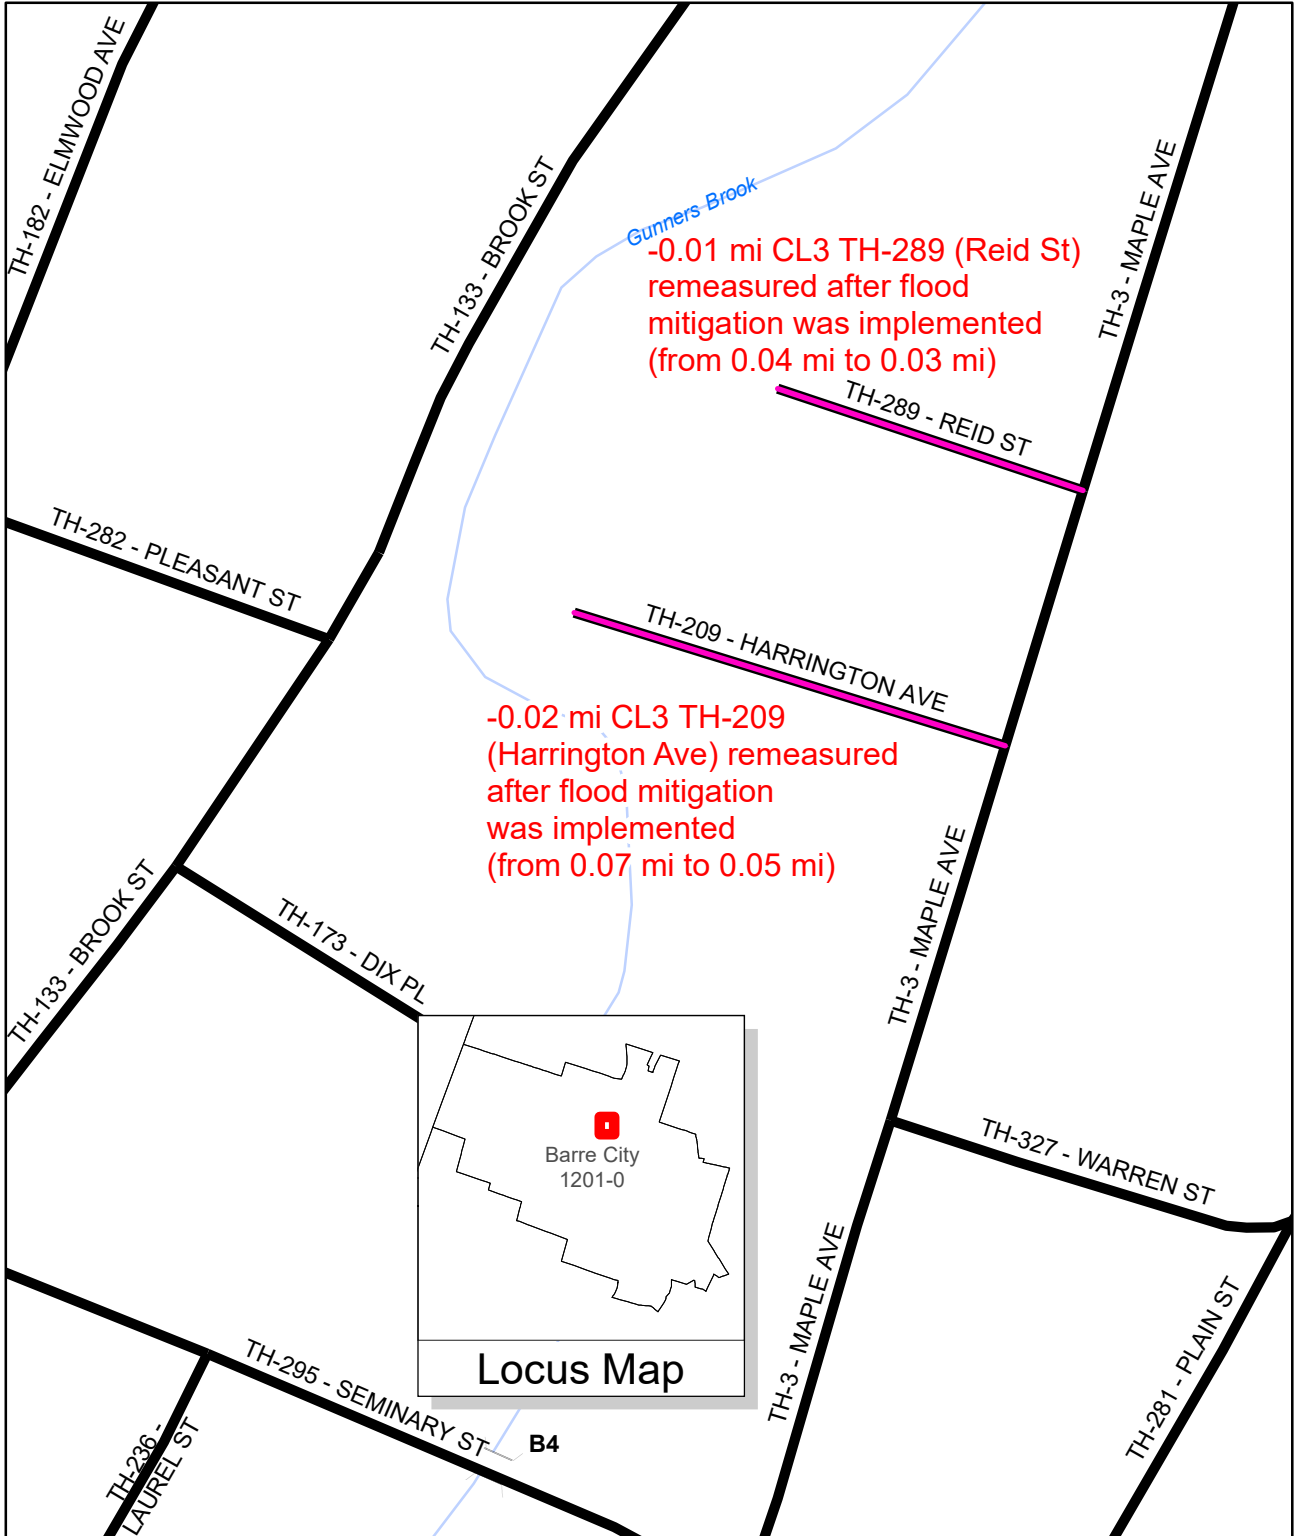 TH-182 - ELMWOOD AVE
TH-133 - BROOK ST
Gunners Brook
TH-3 - MAPLE AVE
-0.01 mi CL3 TH-289 (Reid St)
remeasured after flood
mitigation was implemented
(from 0.04 mi to 0.03 mi)
TH-289 - REID ST
TH-282 - PLEASANT ST
TH-209 - HARRINGTON AVE
-0.02 mi CL3 TH-209
(Harrington Ave) remeasured
after flood mitigation
was implemented
(from 0.07 mi to 0.05 mi)
TH-133 - BROOK ST
TH-173 - DIX PL
TH-3 - MAPLE AVE
Barre City
1201-0
TH-327 - WARREN ST
TH-3 - MAPLE AVE
TH-281 - PLAIN ST
Locus Map
TH-295 - SEMINARY ST
B4
TH-236 -
LAUREL ST